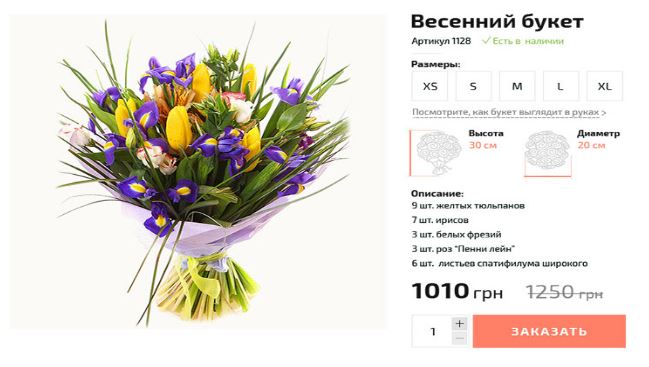 Весенний букет
Артикул 1128 Есть в наличии
Размеры:
XS S M L XL
Посмотрите, как букет выглядит в руках >
Высота
30 см
Диаметр
20 см
Описание:
9 шт. желтых тюльпанов
7 шт. ирисов
3 шт. белых фрезий
3 шт. роз "Пенни лейн"
6 шт. листьев спатифилума широкого
1010 грн 1250 грн
1 + − ЗАКАЗАТЬ